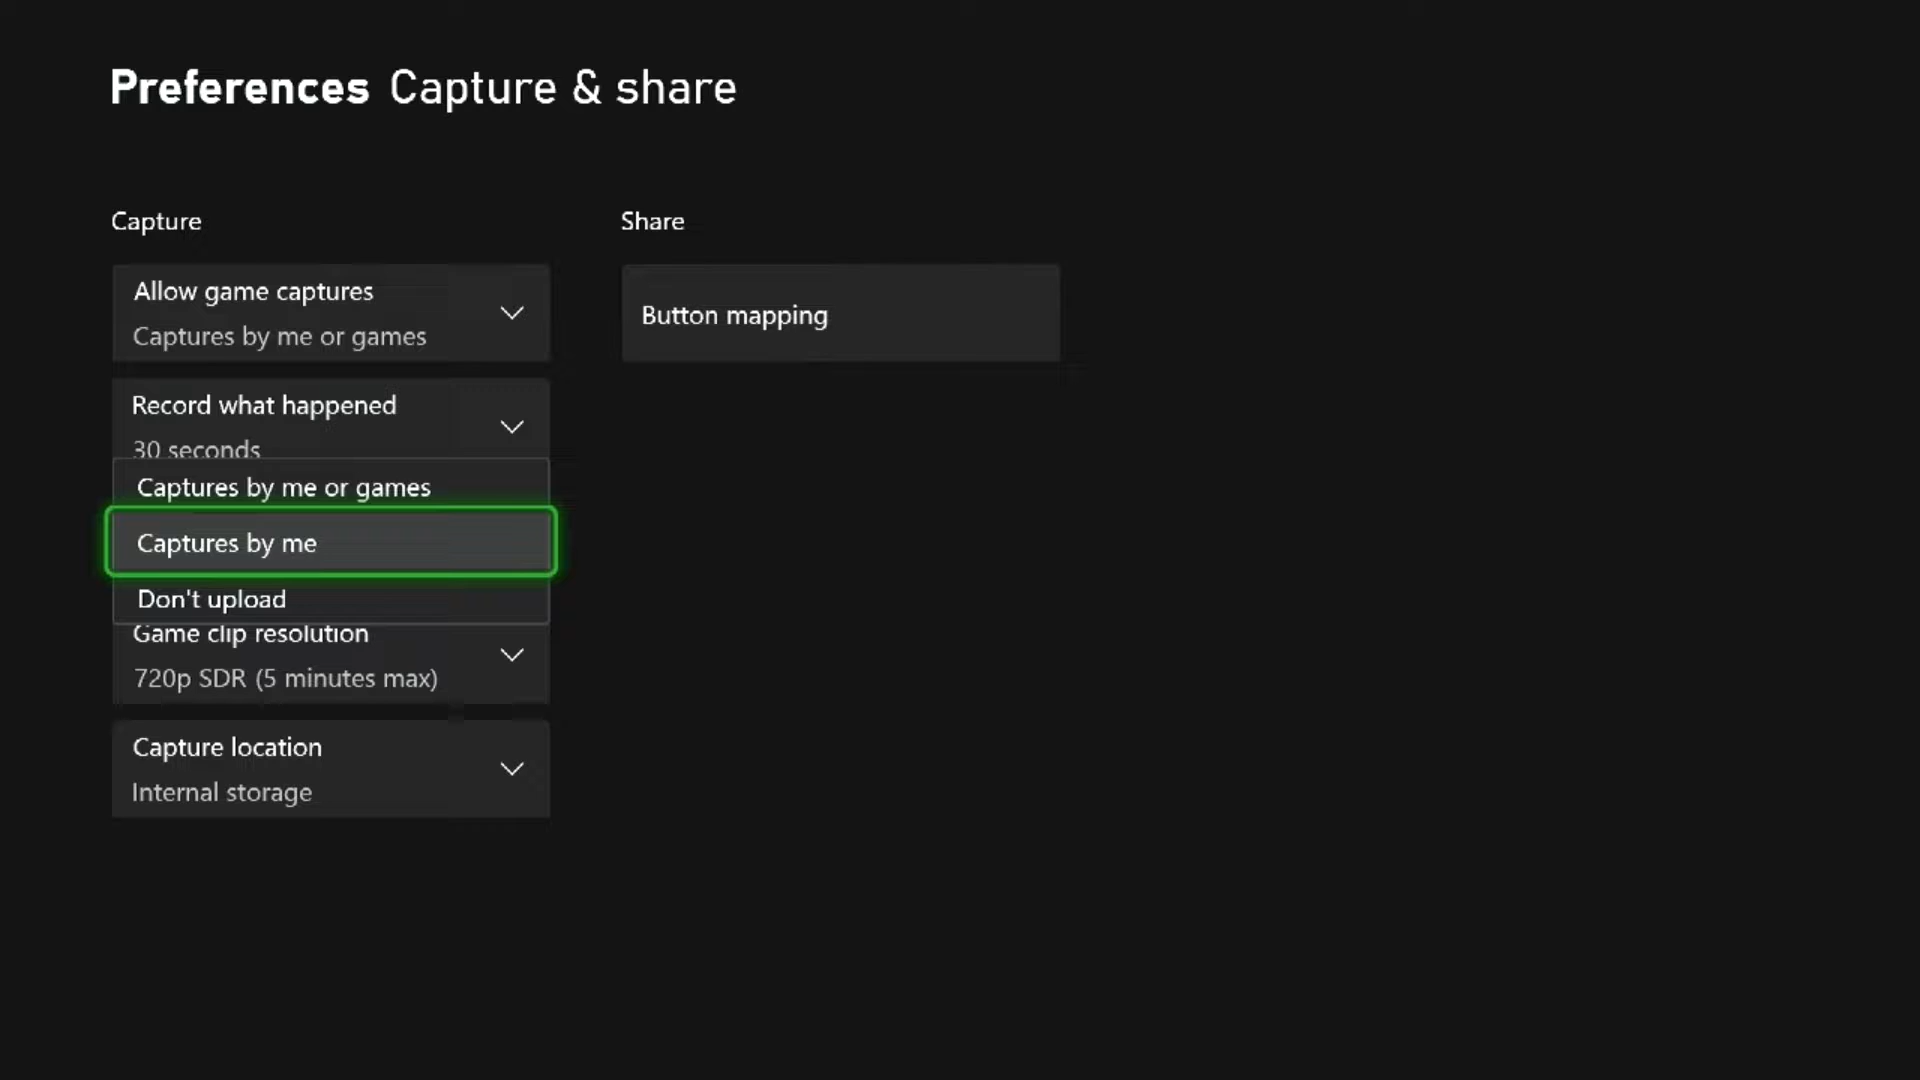 Preferences Capture & share
Capture
Allow game captures
Captures by me or games
Record what happened
30 seconds
Captures by me or games
Captures by me
Don't upload
Game clip resolution
720p SDR (5 minutes max)
Capture location
Internal storage
Share
Button mapping